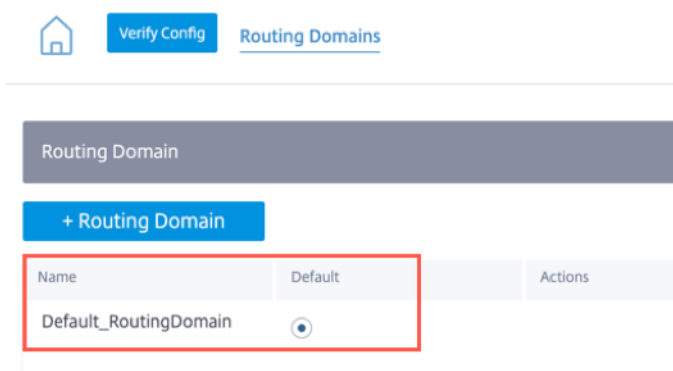 Verify Config Routing Domains
Routing Domain
+ Routing Domain
Name Default Actions
Default_RoutingDomain